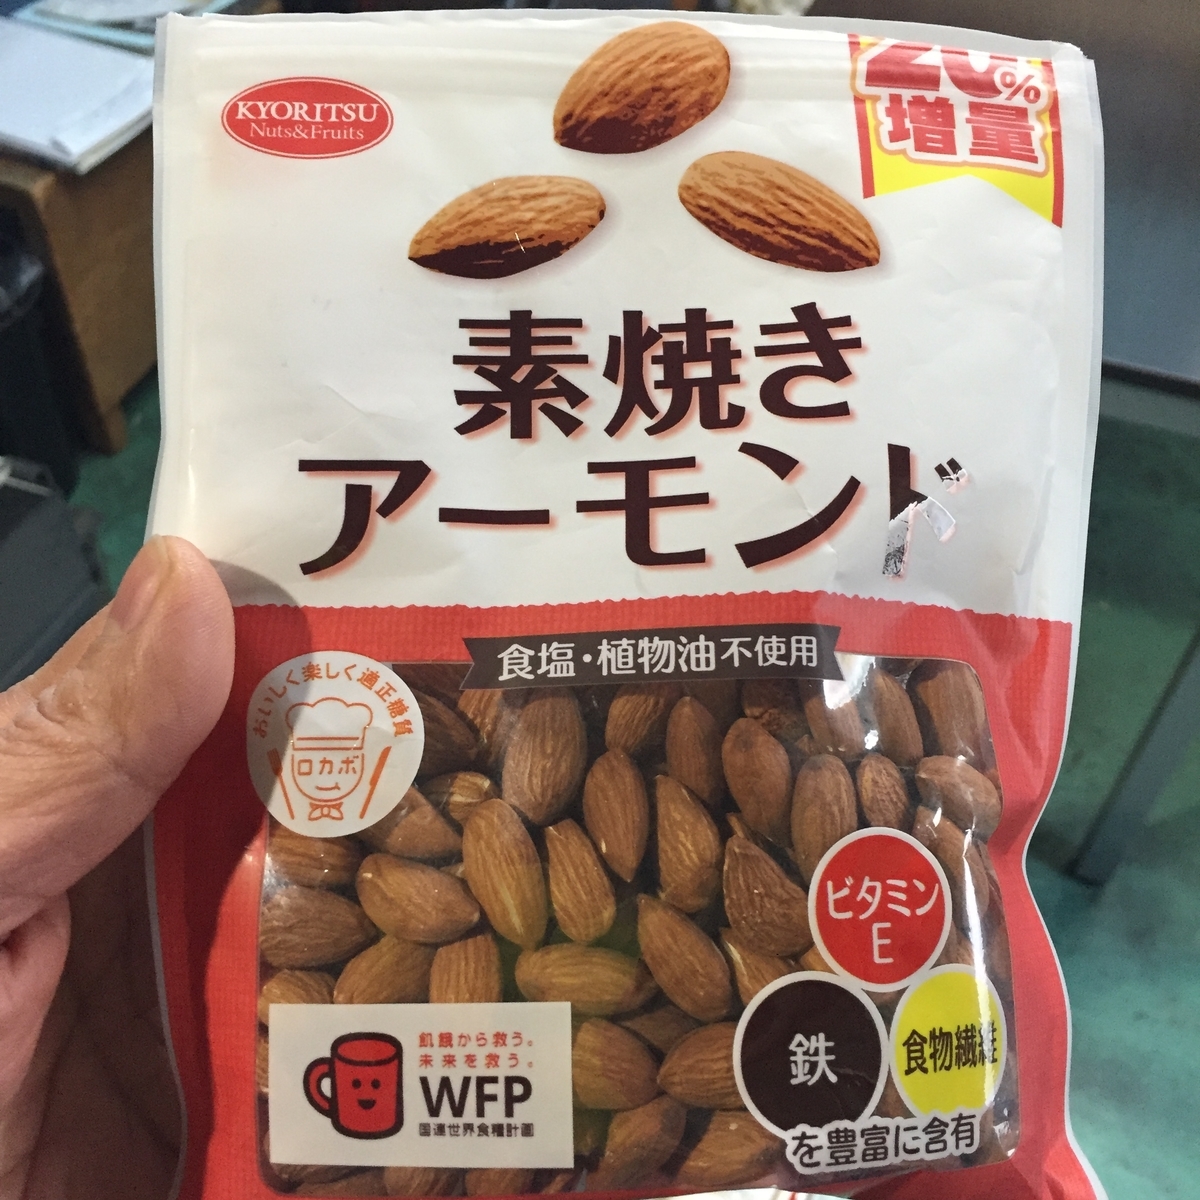 KYORITSU
Nuts&Fruits
20%
増量
素焼き
アーモンド
食塩・植物油不使用
おいしく楽しく適正糖質
ロカボ
ビタミン
E
鉄
食物繊維
を豊富に含有
飢餓から救う。
未来を救う。
WFP
国連世界食糧計画